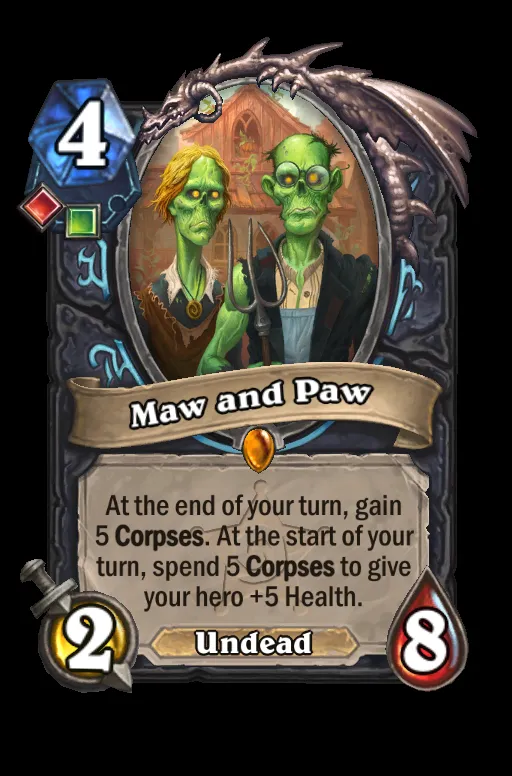 4
Maw and Paw
At the end of your turn, gain
5 Corpses. At the start of your
turn, spend 5 Corpses to give
your hero +5 Health.
2
Undead
8